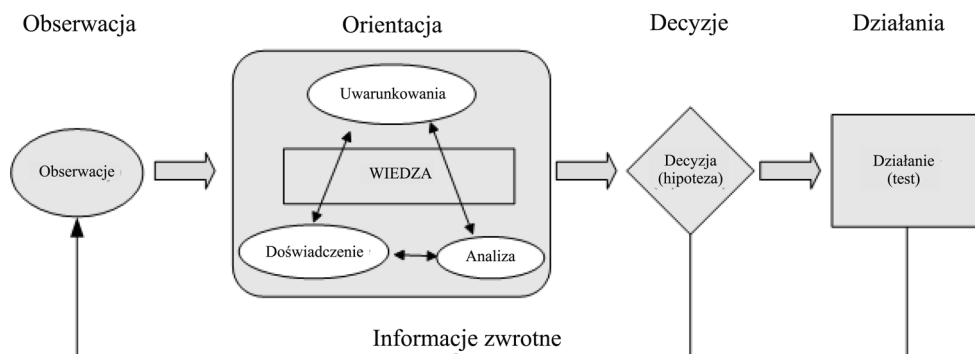 Obserwacja
Orientacja
Decyzje
Działania
Uwarunkowania
Obserwacje
WIEDZA
Decyzja
(hipoteza)
Działanie
(test)
Doświadczenie
Analiza
Informacje zwrotne